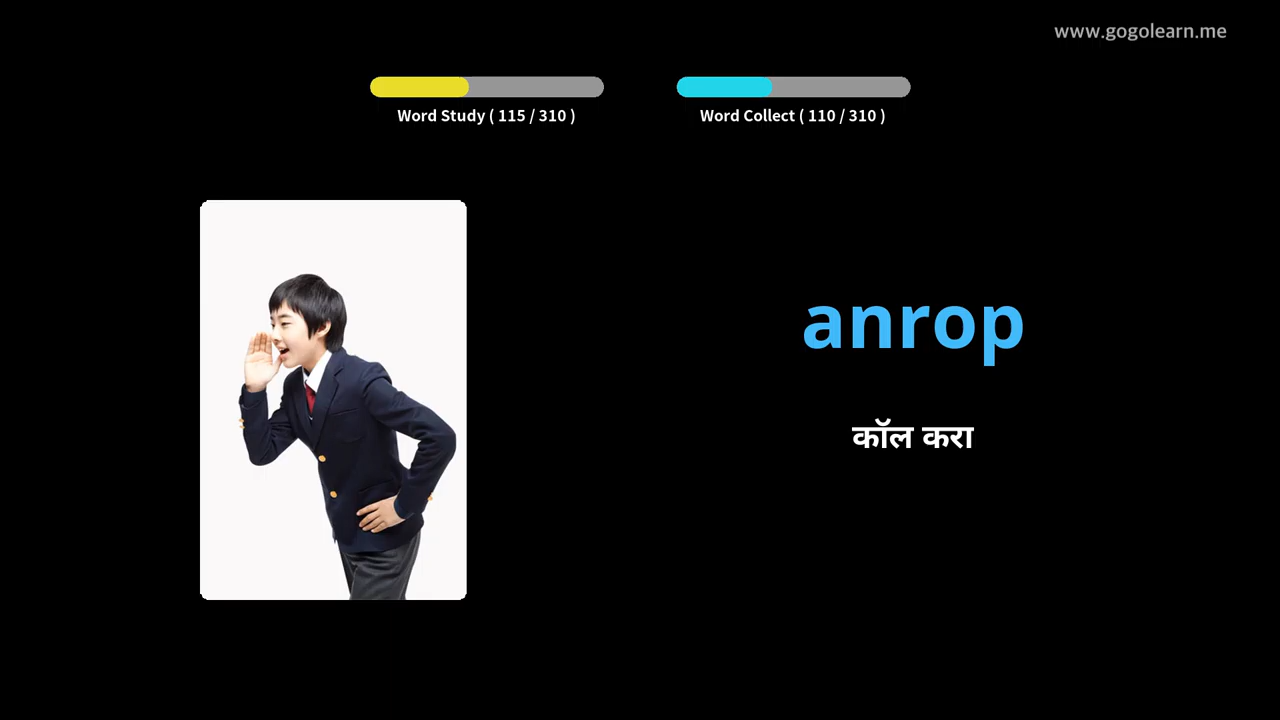 www.gogolearn.me
Word Study ( 115 / 310 )
Word Collect ( 110 / 310 )
anrop
कॉल करा